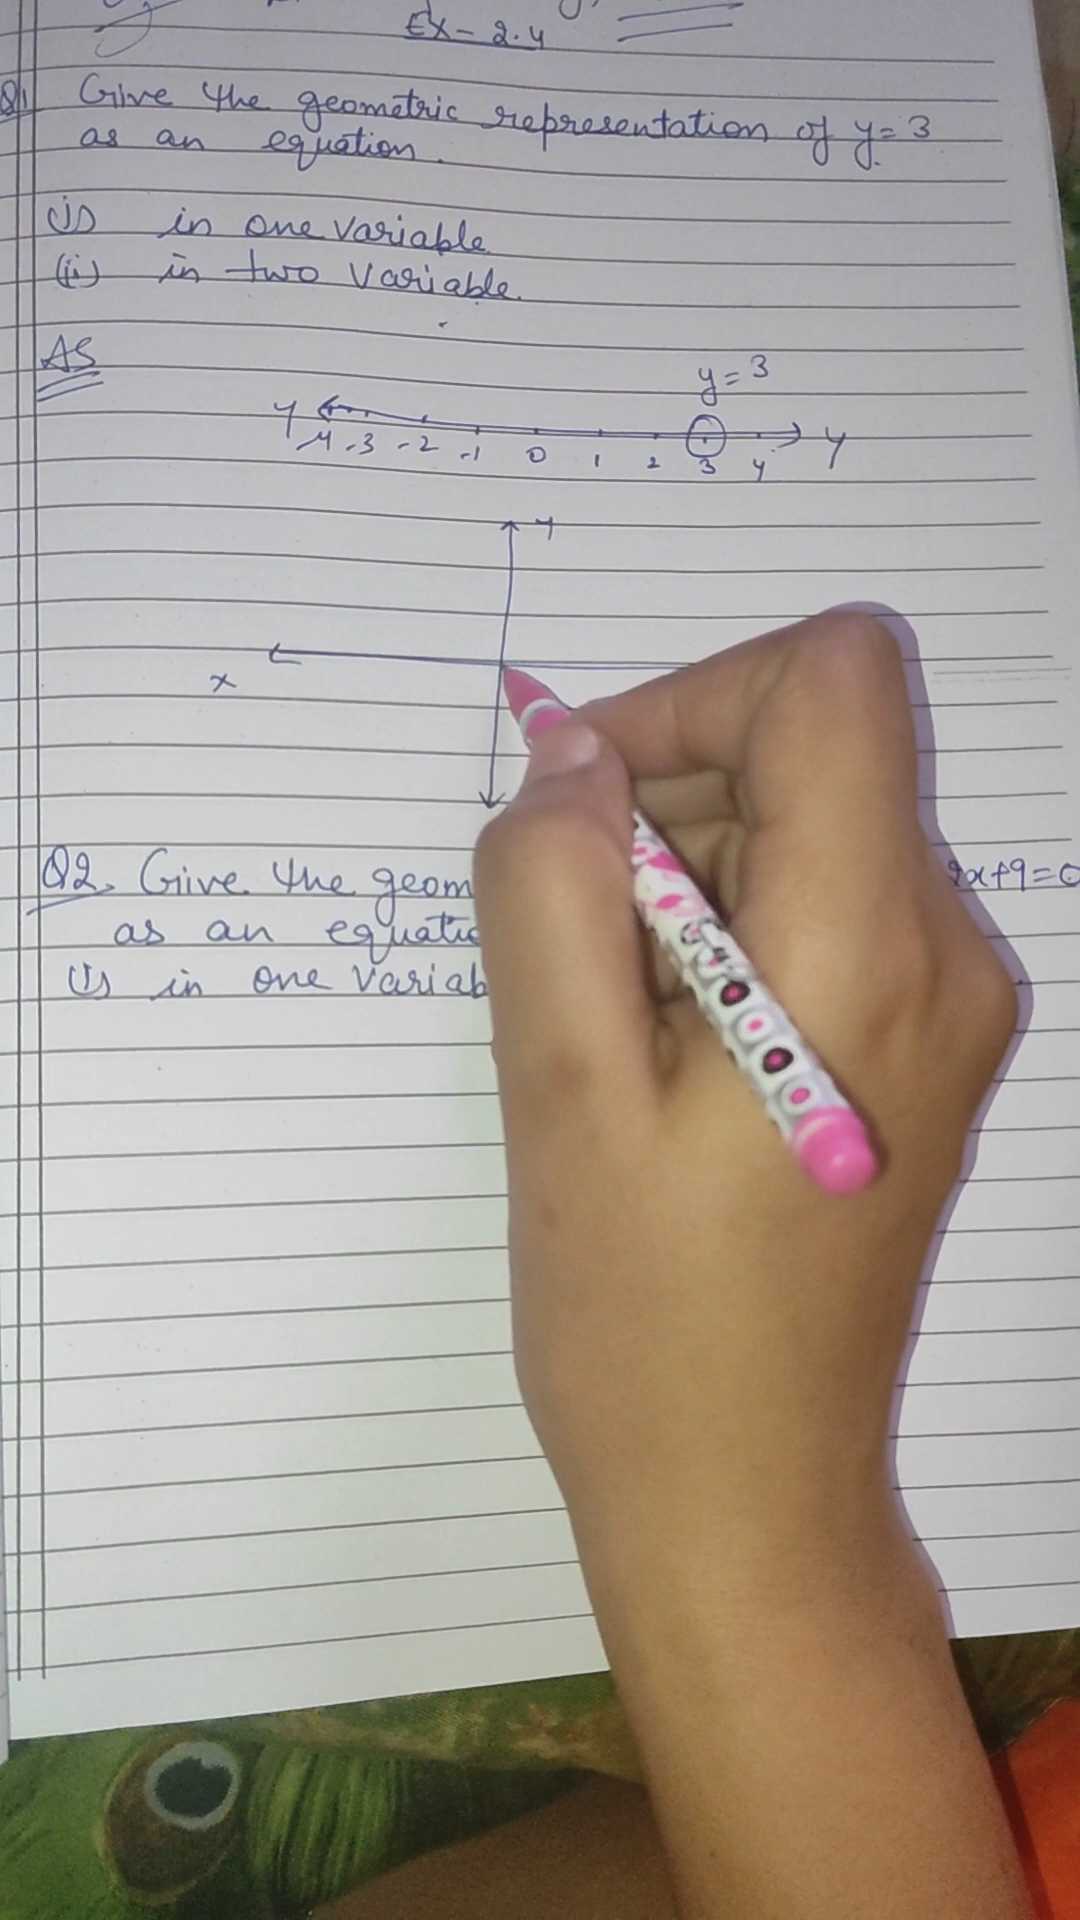 Ex - 2.4
Q1 Give the geometric representation of y = 3
as an equation.
(i) in one variable
(ii) in two variable.
AS
y = 3
y -4 -3 -2 -1 0 1 2 3 4 y
y
x
Q2. Give the geom 2x+9=0
as an equatio
(i) in one variab